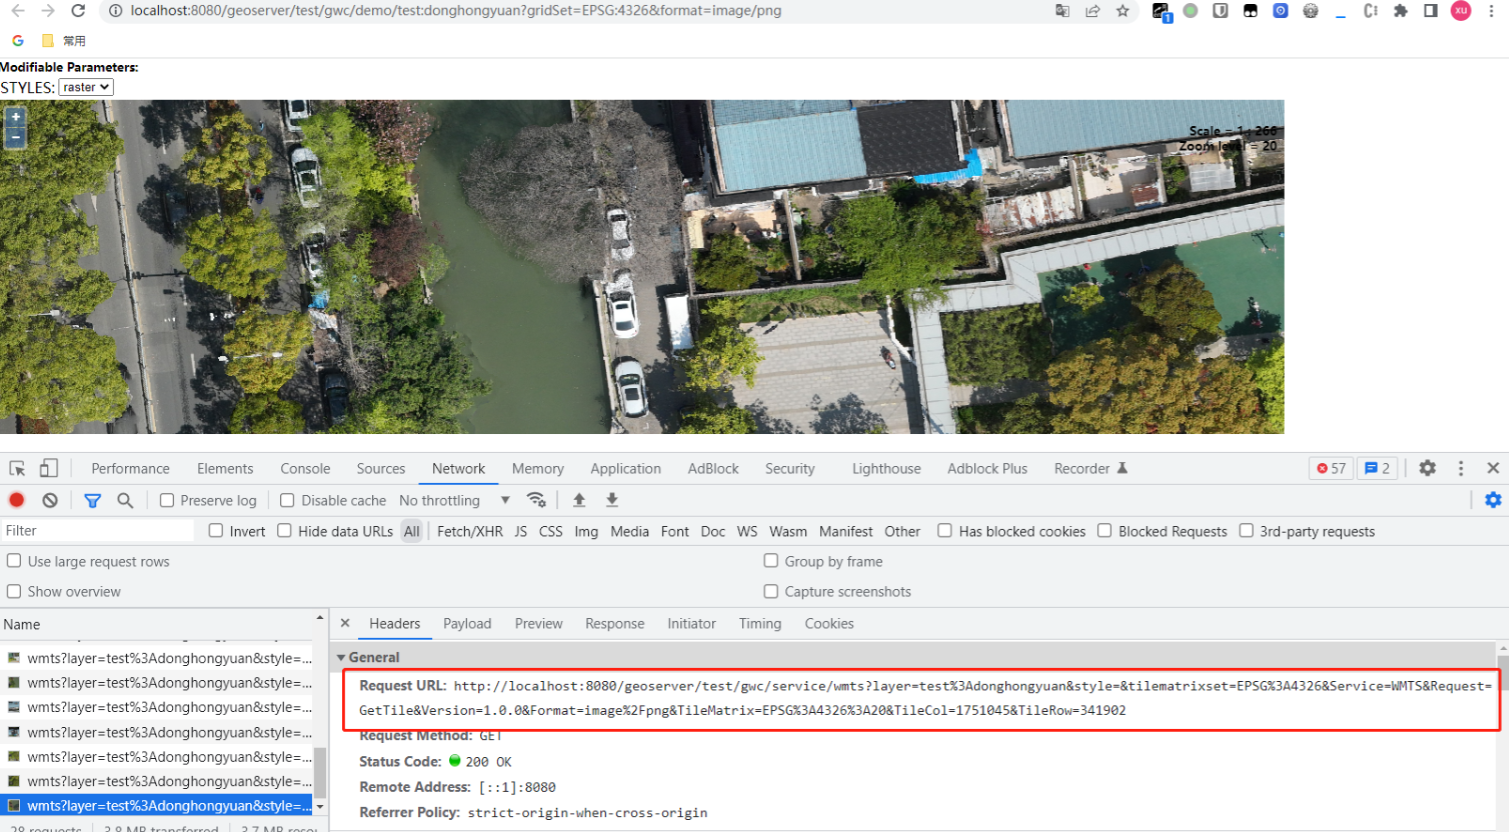 localhost:8080/geoserver/test/gwc/demo/test:donghongyuan?gridSet=EPSG:4326&format=image/png
1
xu
G 常用
Modifiable Parameters:
STYLES: raster
+
−
Scale = 1 : 266
Zoom level = 20
Performance Elements Console Sources Network Memory Application AdBlock Security Lighthouse Adblock Plus Recorder 57 2
Preserve log Disable cache No throttling
Filter Invert Hide data URLs All Fetch/XHR JS CSS Img Media Font Doc WS Wasm Manifest Other Has blocked cookies Blocked Requests 3rd-party requests
Use large request rows Group by frame
Show overview Capture screenshots
Name Headers Payload Preview Response Initiator Timing Cookies
wmts?layer=test%3Adonghongyuan&style=...
wmts?layer=test%3Adonghongyuan&style=...
wmts?layer=test%3Adonghongyuan&style=...
wmts?layer=test%3Adonghongyuan&style=...
wmts?layer=test%3Adonghongyuan&style=...
wmts?layer=test%3Adonghongyuan&style=...
wmts?layer=test%3Adonghongyuan&style=...
wmts?layer=test%3Adonghongyuan&style=...
28 requests 3.8 MB transferred 3.7 MB
General
Request URL: http://localhost:8080/geoserver/test/gwc/service/wmts?layer=test%3Adonghongyuan&style=&tilematrixset=EPSG%3A4326&Service=WMTS&Request=
GetTile&Version=1.0.0&Format=image%2Fpng&TileMatrix=EPSG%3A4326%3A20&TileCol=1751045&TileRow=341902
Request Method: GET
Status Code: 200 OK
Remote Address: [::1]:8080
Referrer Policy: strict-origin-when-cross-origin